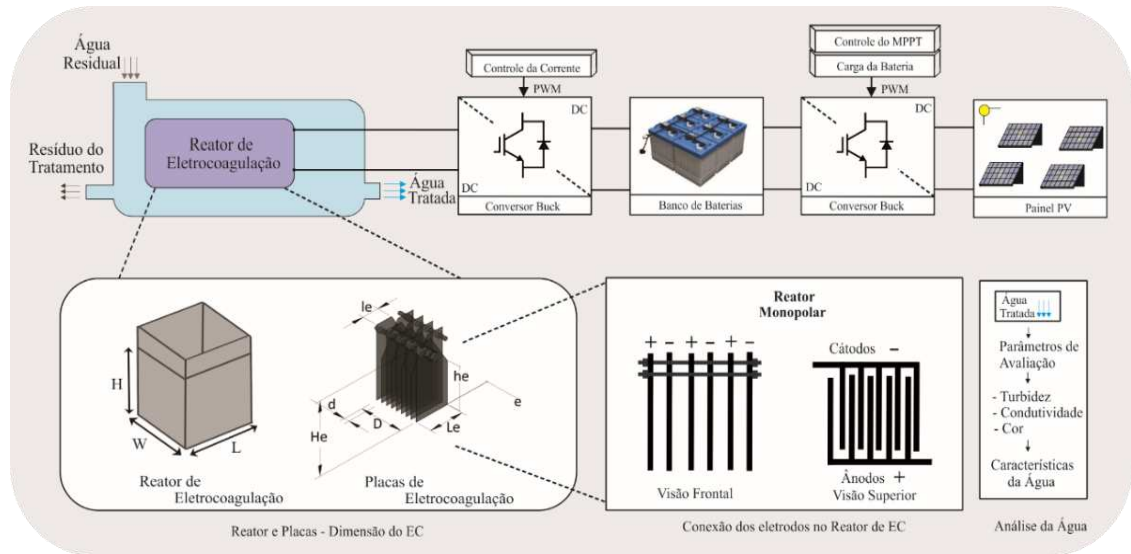 Água
Residual
Resíduo do
Tratamento
Reator de
Eletrocoagulação
Água
Tratada
Controle da Corrente
PWM
DC
DC
Conversor Buck
Banco de Baterias
Controle do MPPT
Carga da Bateria
PWM
DC
DC
Conversor Buck
Painel PV
H
W
L
Reator de
Eletrocoagulação
le
he
e
d
D
He
Le
Placas de
Eletrocoagulação
Reator e Placas - Dimensão do EC
Reator
Monopolar
+ - + - + -
Visão Frontal
Cátodos -
Ânodos +
Visão Superior
Conexão dos eletrodos no Reator de EC
Água
Tratada
Parâmetros de
Avaliação
- Turbidez
- Condutividade
- Cor
Características
da Água
Análise da Água